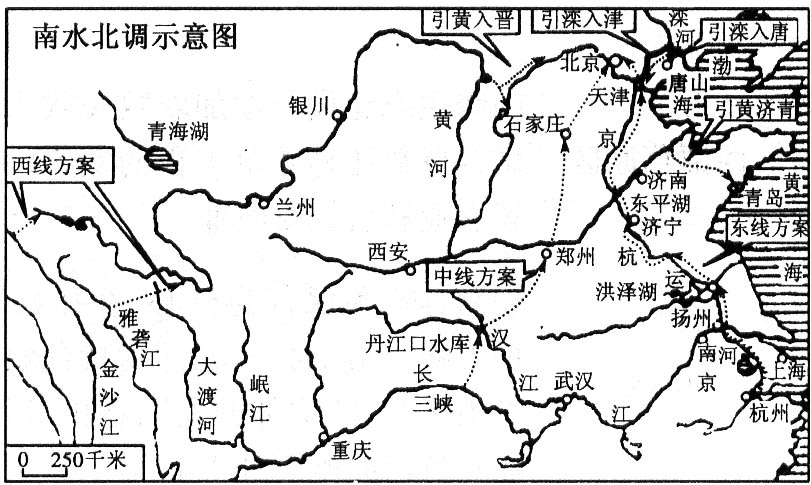 南水北调示意图
引黄入晋
引滦入津
滦河
引滦入唐
北京
渤海
唐山
天津
银川
黄河
石家庄
京
引黄济青
青海湖
西线方案
兰州
济南
东平湖
济宁
青岛
黄海
东线方案
西安
中线方案
郑州
杭
运
洪泽湖
扬州
雅砻江
丹江口水库
汉
南京
河
上海
金沙江
大渡河
岷江
长
三峡
江
武汉
江
杭州
重庆
0 250千米